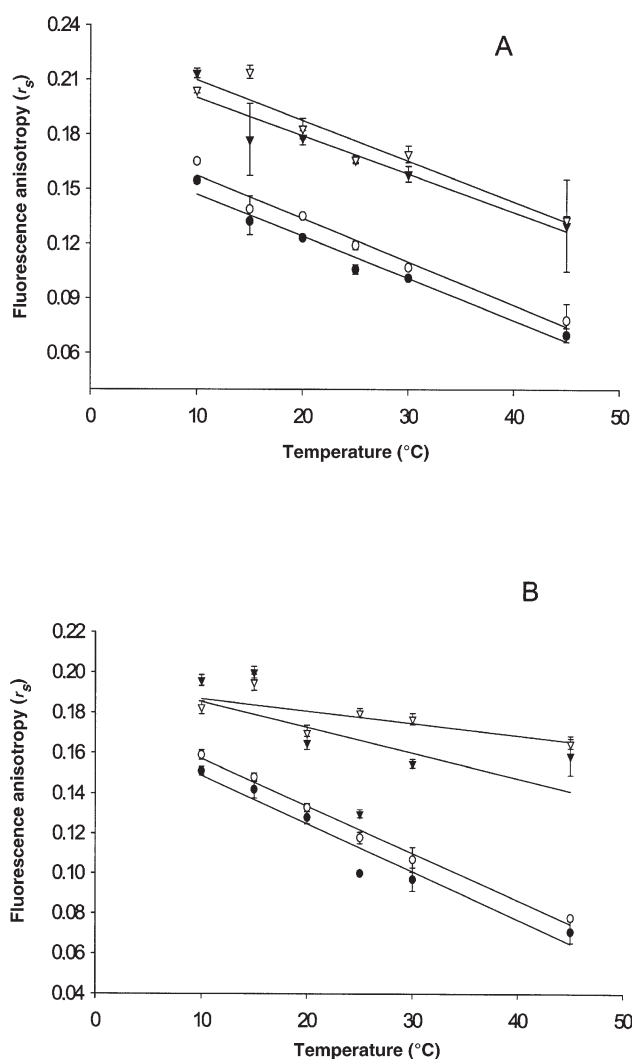 A
Fluorescence anisotropy (rs)
0.24
0.21
0.18
0.15
0.12
0.09
0.06
0 10 20 30 40 50
Temperature (°C)
B
Fluorescence anisotropy (rs)
0.22
0.20
0.18
0.16
0.14
0.12
0.10
0.08
0.06
0.04
0 10 20 30 40 50
Temperature (°C)